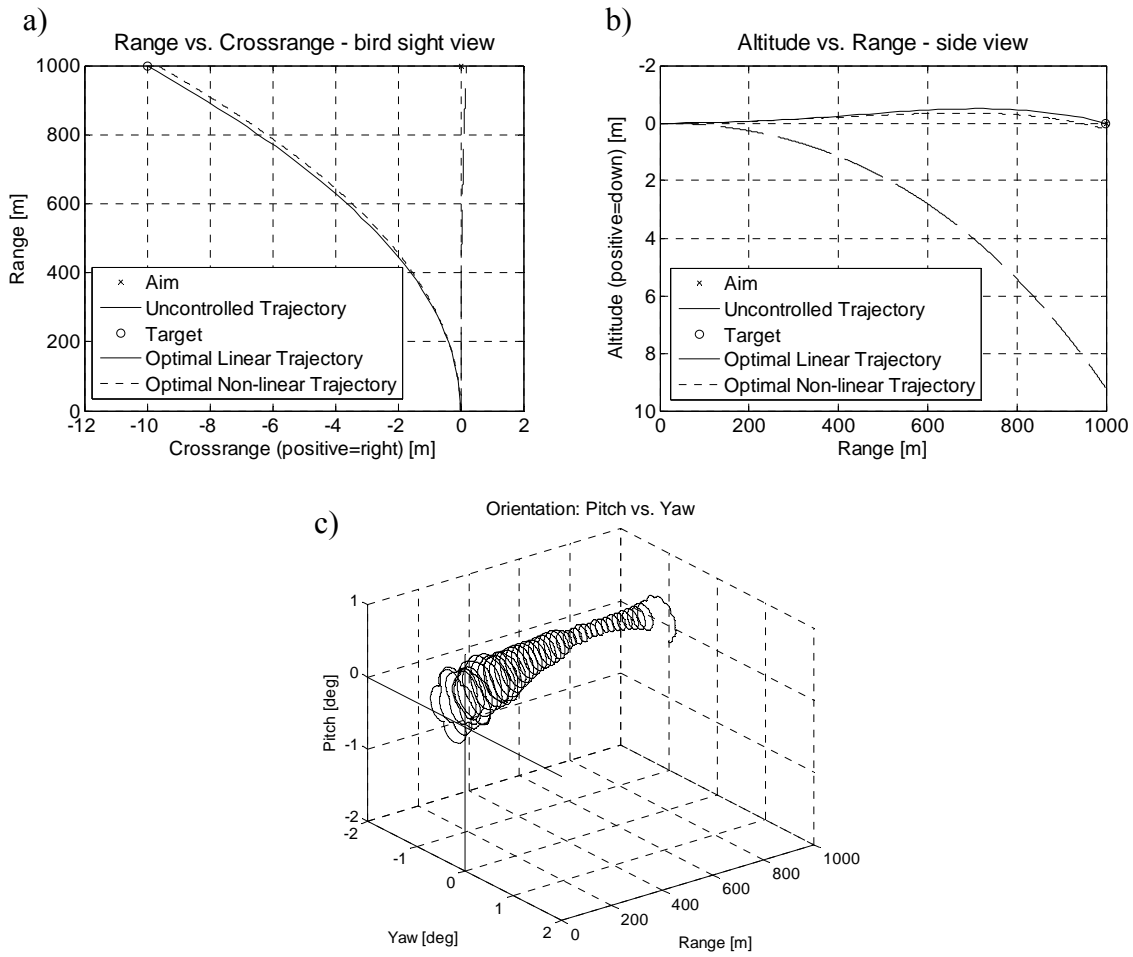 a)
Range vs. Crossrange - bird sight view
1000
800
600
400
200
0
Range [m]
Aim
Uncontrolled Trajectory
Target
Optimal Linear Trajectory
Optimal Non-linear Trajectory
-12 -10 -8 -6 -4 -2 0 2
Crossrange (positive=right) [m]
b)
Altitude vs. Range - side view
-2
0
2
4
6
8
10
Altitude (positive=down) [m]
Aim
Uncontrolled Trajectory
Target
Optimal Linear Trajectory
Optimal Non-linear Trajectory
0 200 400 600 800 1000
Range [m]
c)
Orientation: Pitch vs. Yaw
1
0
-1
-2
Pitch [deg]
-2
-1
0
1
2
Yaw [deg]
0
200
400
600
800
1000
Range [m]